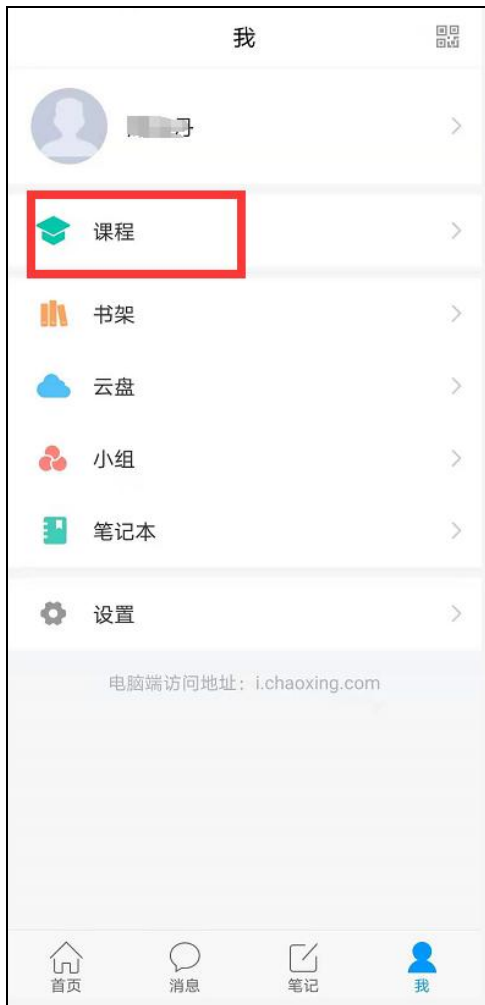 我
丹
课程
书架
云盘
小组
笔记本
设置
电脑端访问地址：i.chaoxing.com
首页
消息
笔记
我